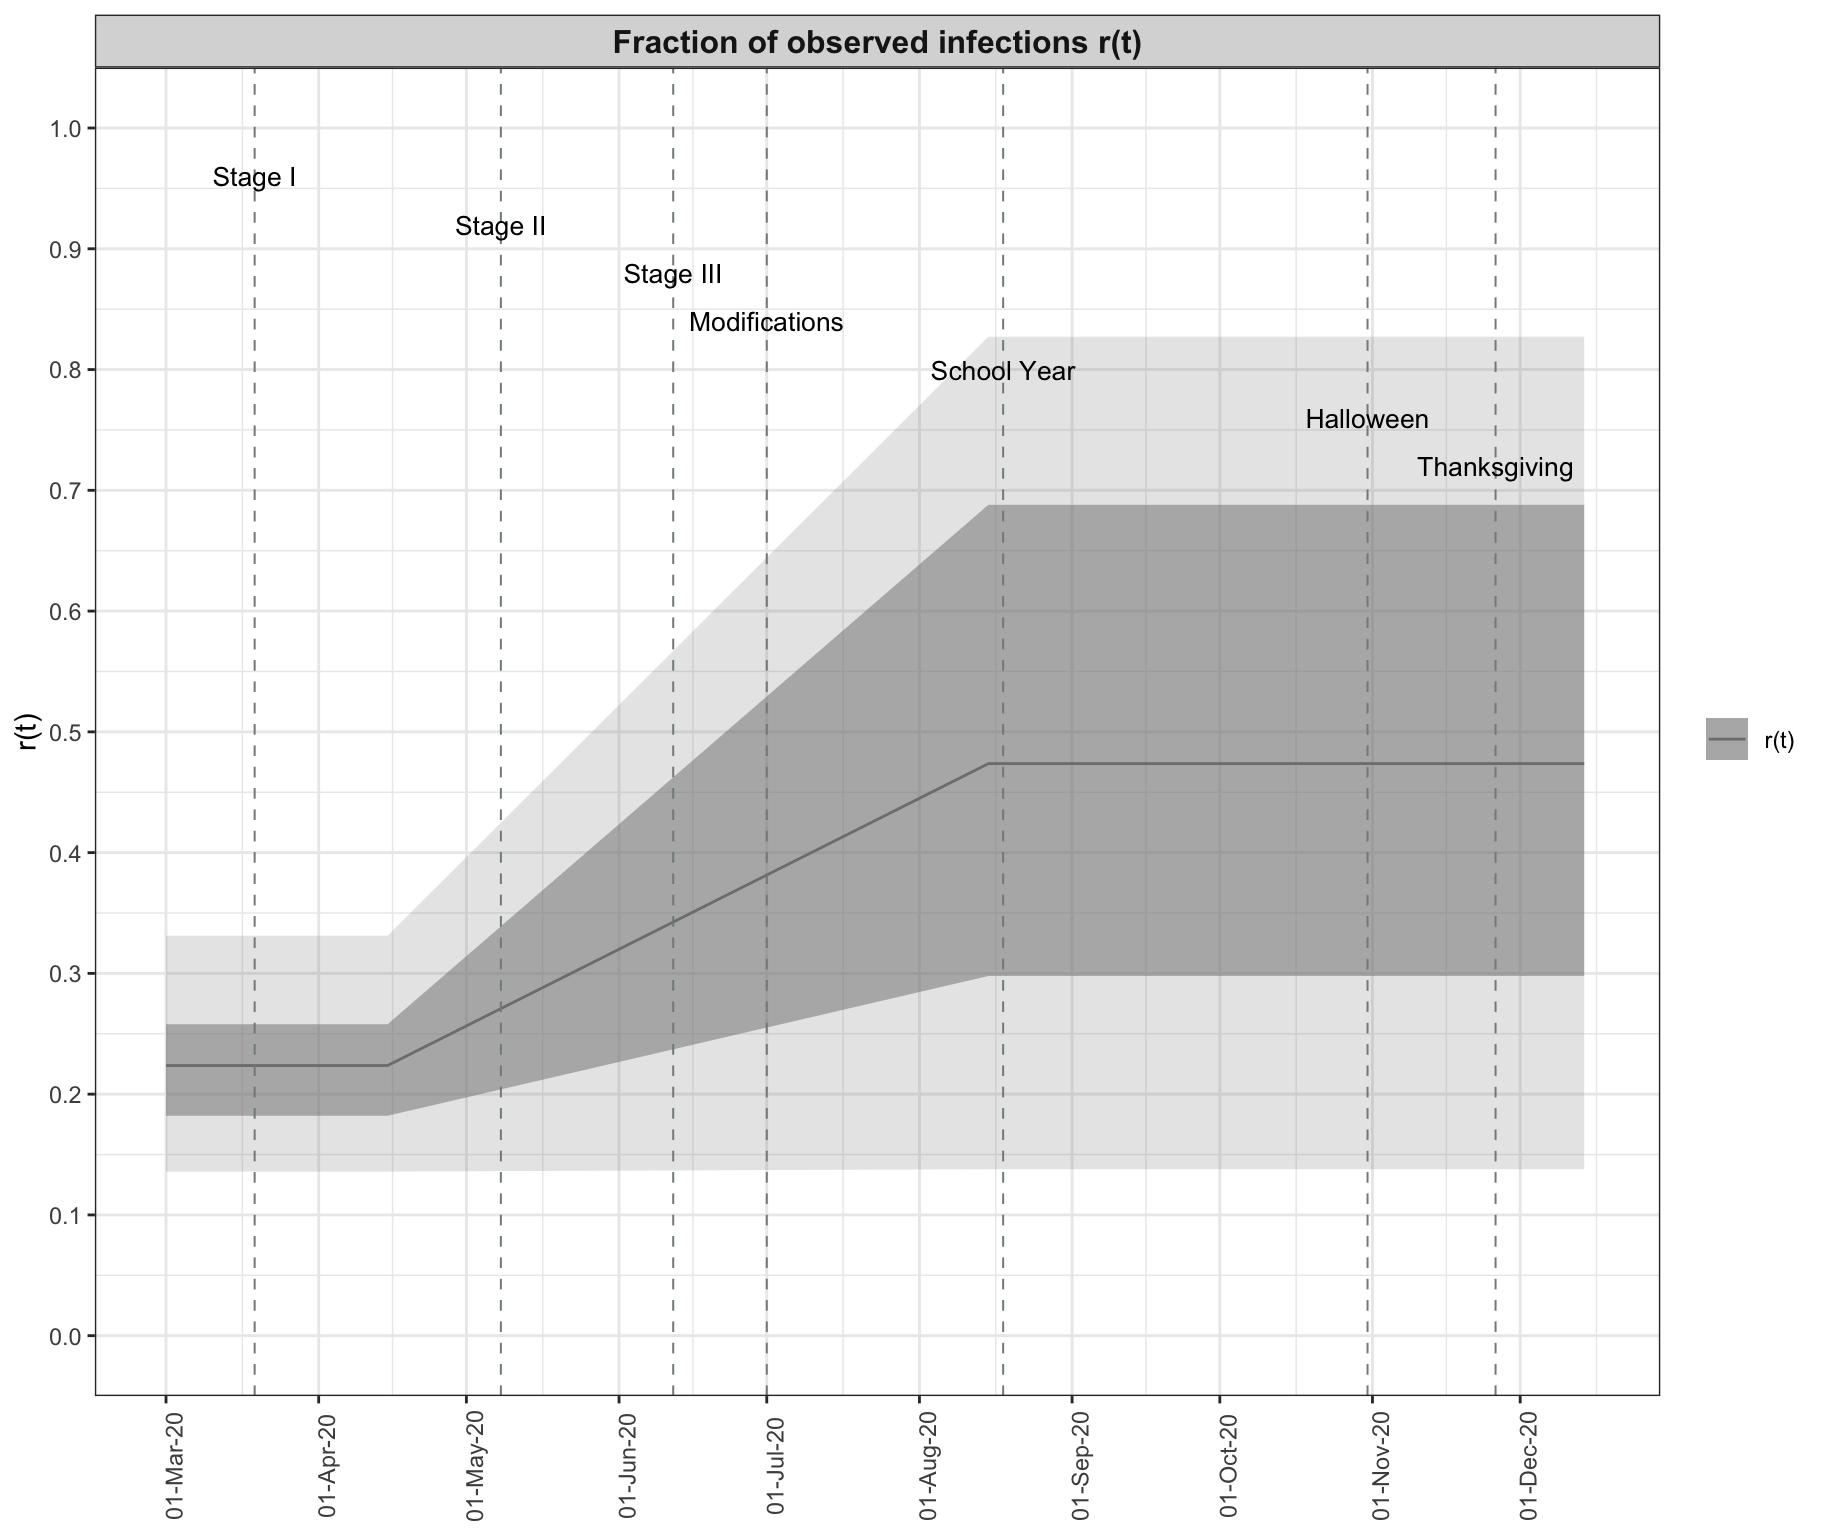 Fraction of observed infections r(t)
1.0
Stage I
Stage II
0.9
Stage III
Modifications
0.8
School Year
Halloween
Thanksgiving
0.7
0.6
r(t)
0.5
r(t)
0.4
0.3
0.2
0.1
0.0
01-Mar-20
01-Apr-20
01-May-20
01-Jun-20
01-Jul-20
01-Aug-20
01-Sep-20
01-Oct-20
01-Nov-20
01-Dec-20